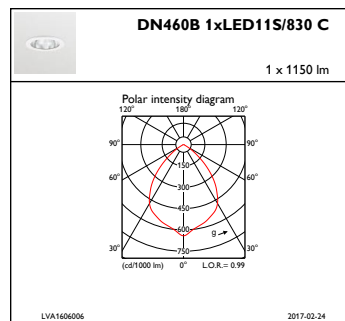 DN460B 1xLED11S/830 C
1 x 1150 lm
Polar intensity diagram
120° 180° 120°
90° 90°
150
60° 60°
300
450
600
g
30° 30°
750
(cd/1000 lm) 0° L.O.R.= 0.99
LVA1606006 2017-02-24